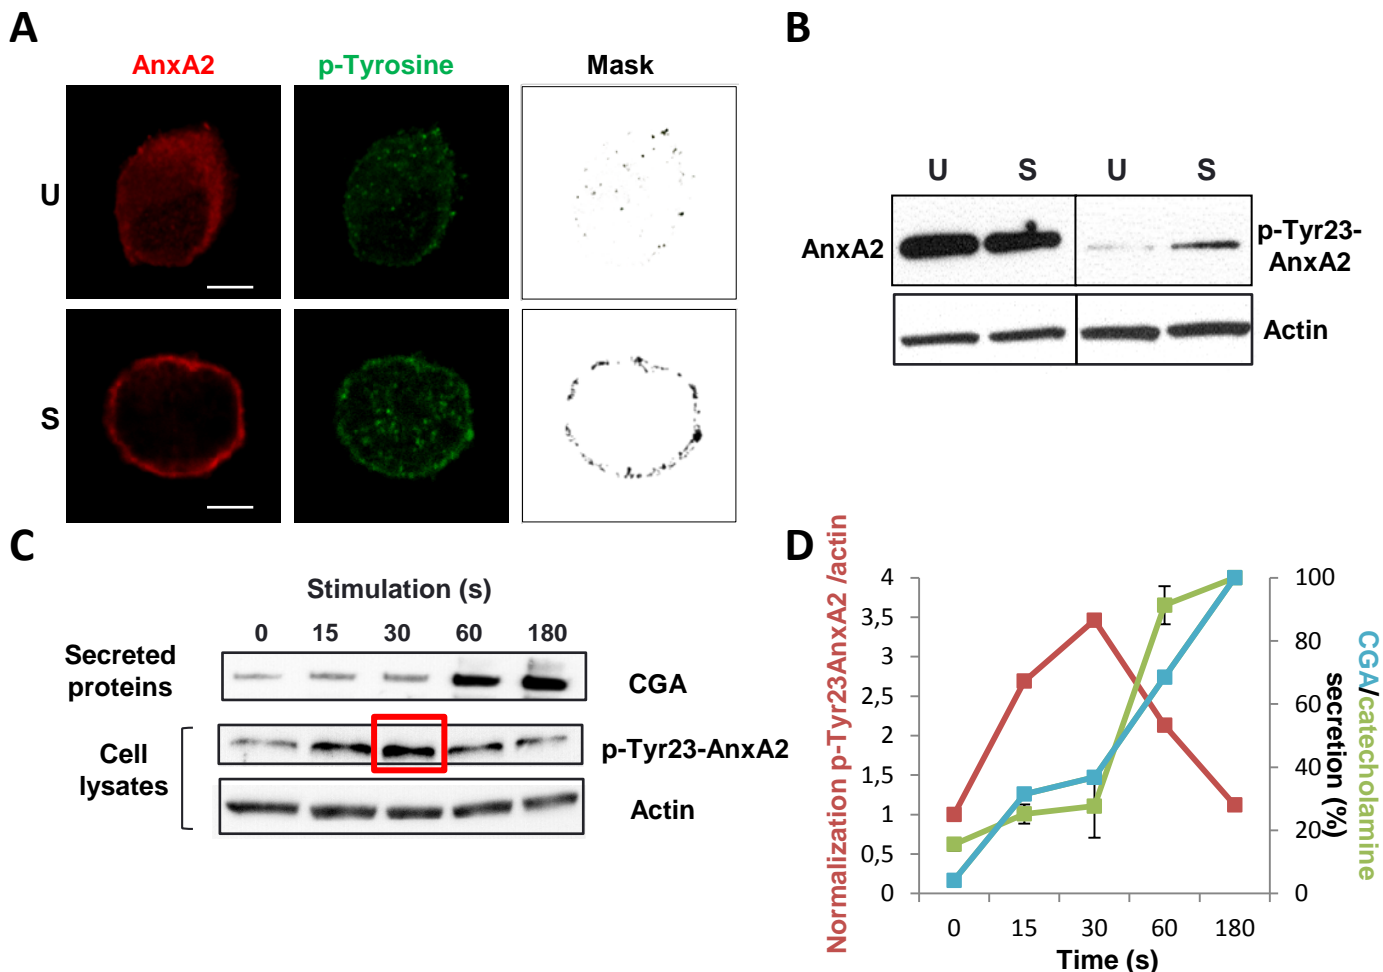 A
AnxA2
p-Tyrosine
Mask
U
S
B
U S U S
AnxA2
p-Tyr23-
AnxA2
Actin
C
Stimulation (s)
0 15 30 60 180
Secreted
proteins
CGA
Cell
lysates
p-Tyr23-AnxA2
Actin
D
Normalization p-Tyr23AnxA2 /actin
4
3,5
3
2,5
2
1,5
1
0,5
0
100
80
60
40
20
0
CGA/catecholamine
secretion (%)
0 15 30 60 180
Time (s)